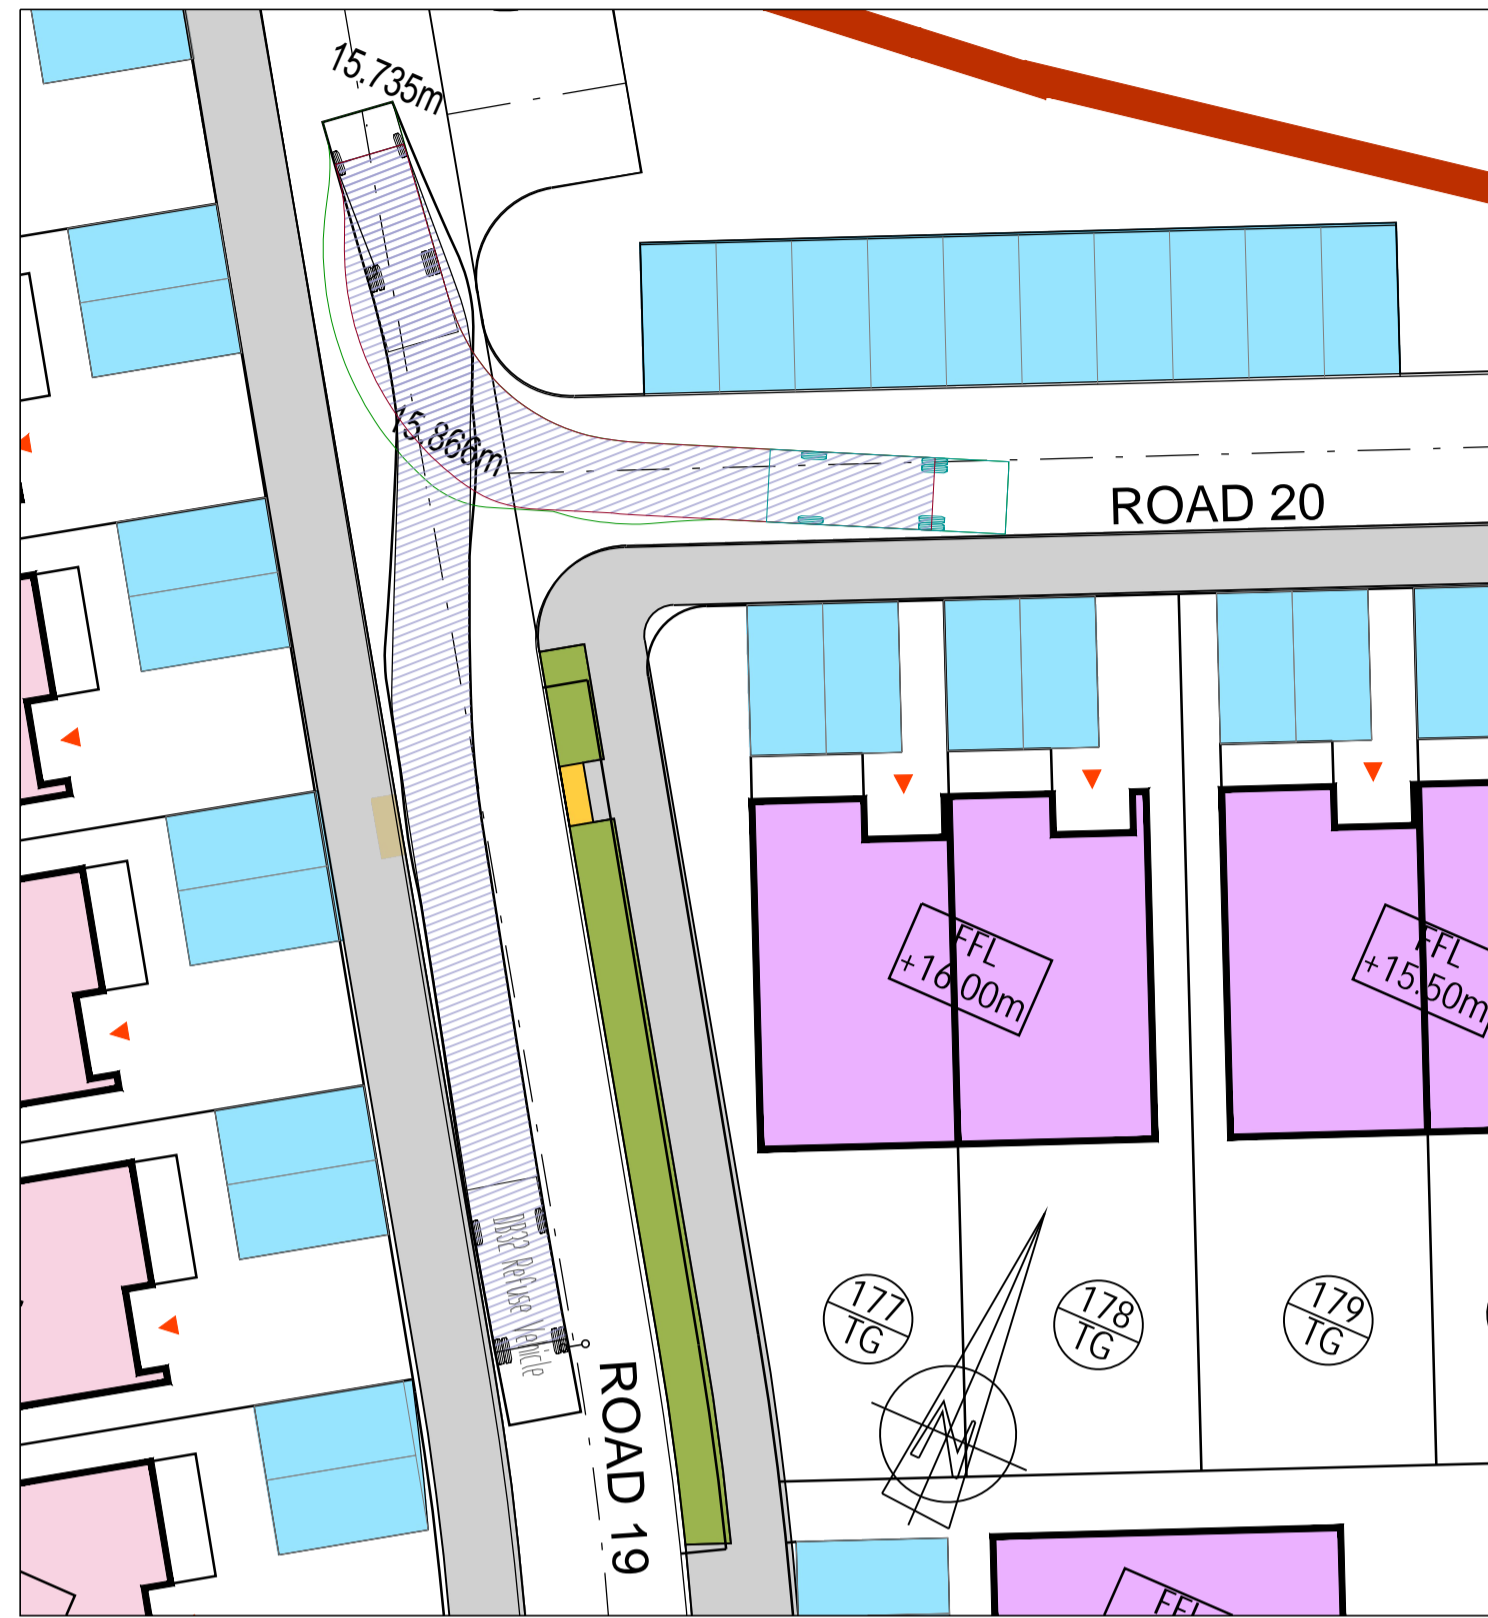 15.735m
15.866m
ROAD 20
FFL
+16.00m
FFL
+15.50m
DB32 Refuse Vehicle
177
TG
178
TG
179
TG
N
ROAD 19
FFL